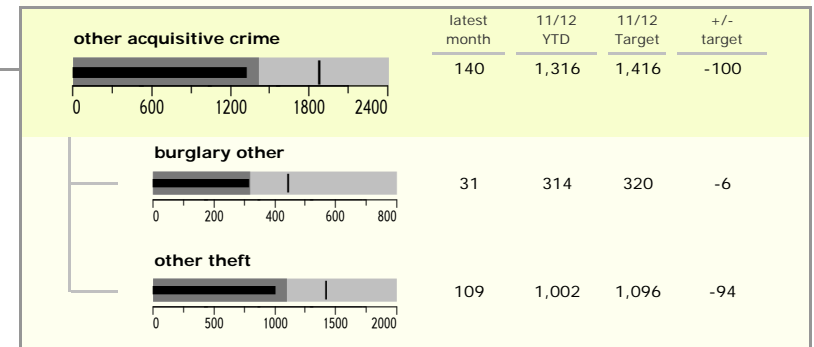 latest 11/12 11/12 +/-
other acquisitive crime month YTD Target target
140 1,316 1,416 -100
0 600 1200 1800 2400
burglary other
31 314 320 -6
0 200 400 600 800
other theft
109 1,002 1,096 -94
0 500 1000 1500 2000